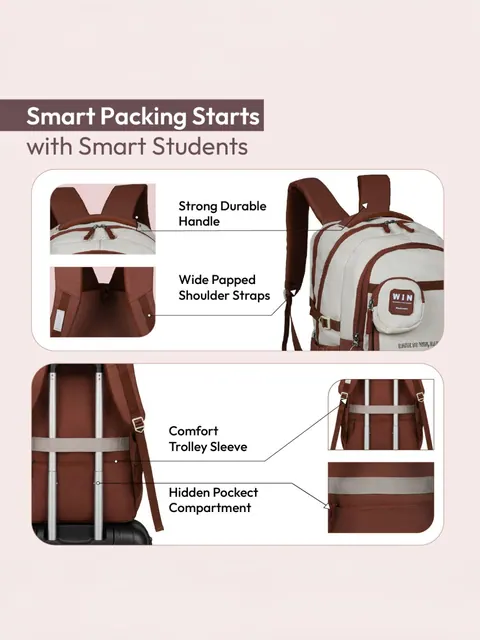 Smart Packing Starts
with Smart Students
Strong Durable
Handle
Wide Papped
Shoulder Straps
WIN
Comfort
Trolley Sleeve
Hidden Pockect
Compartment